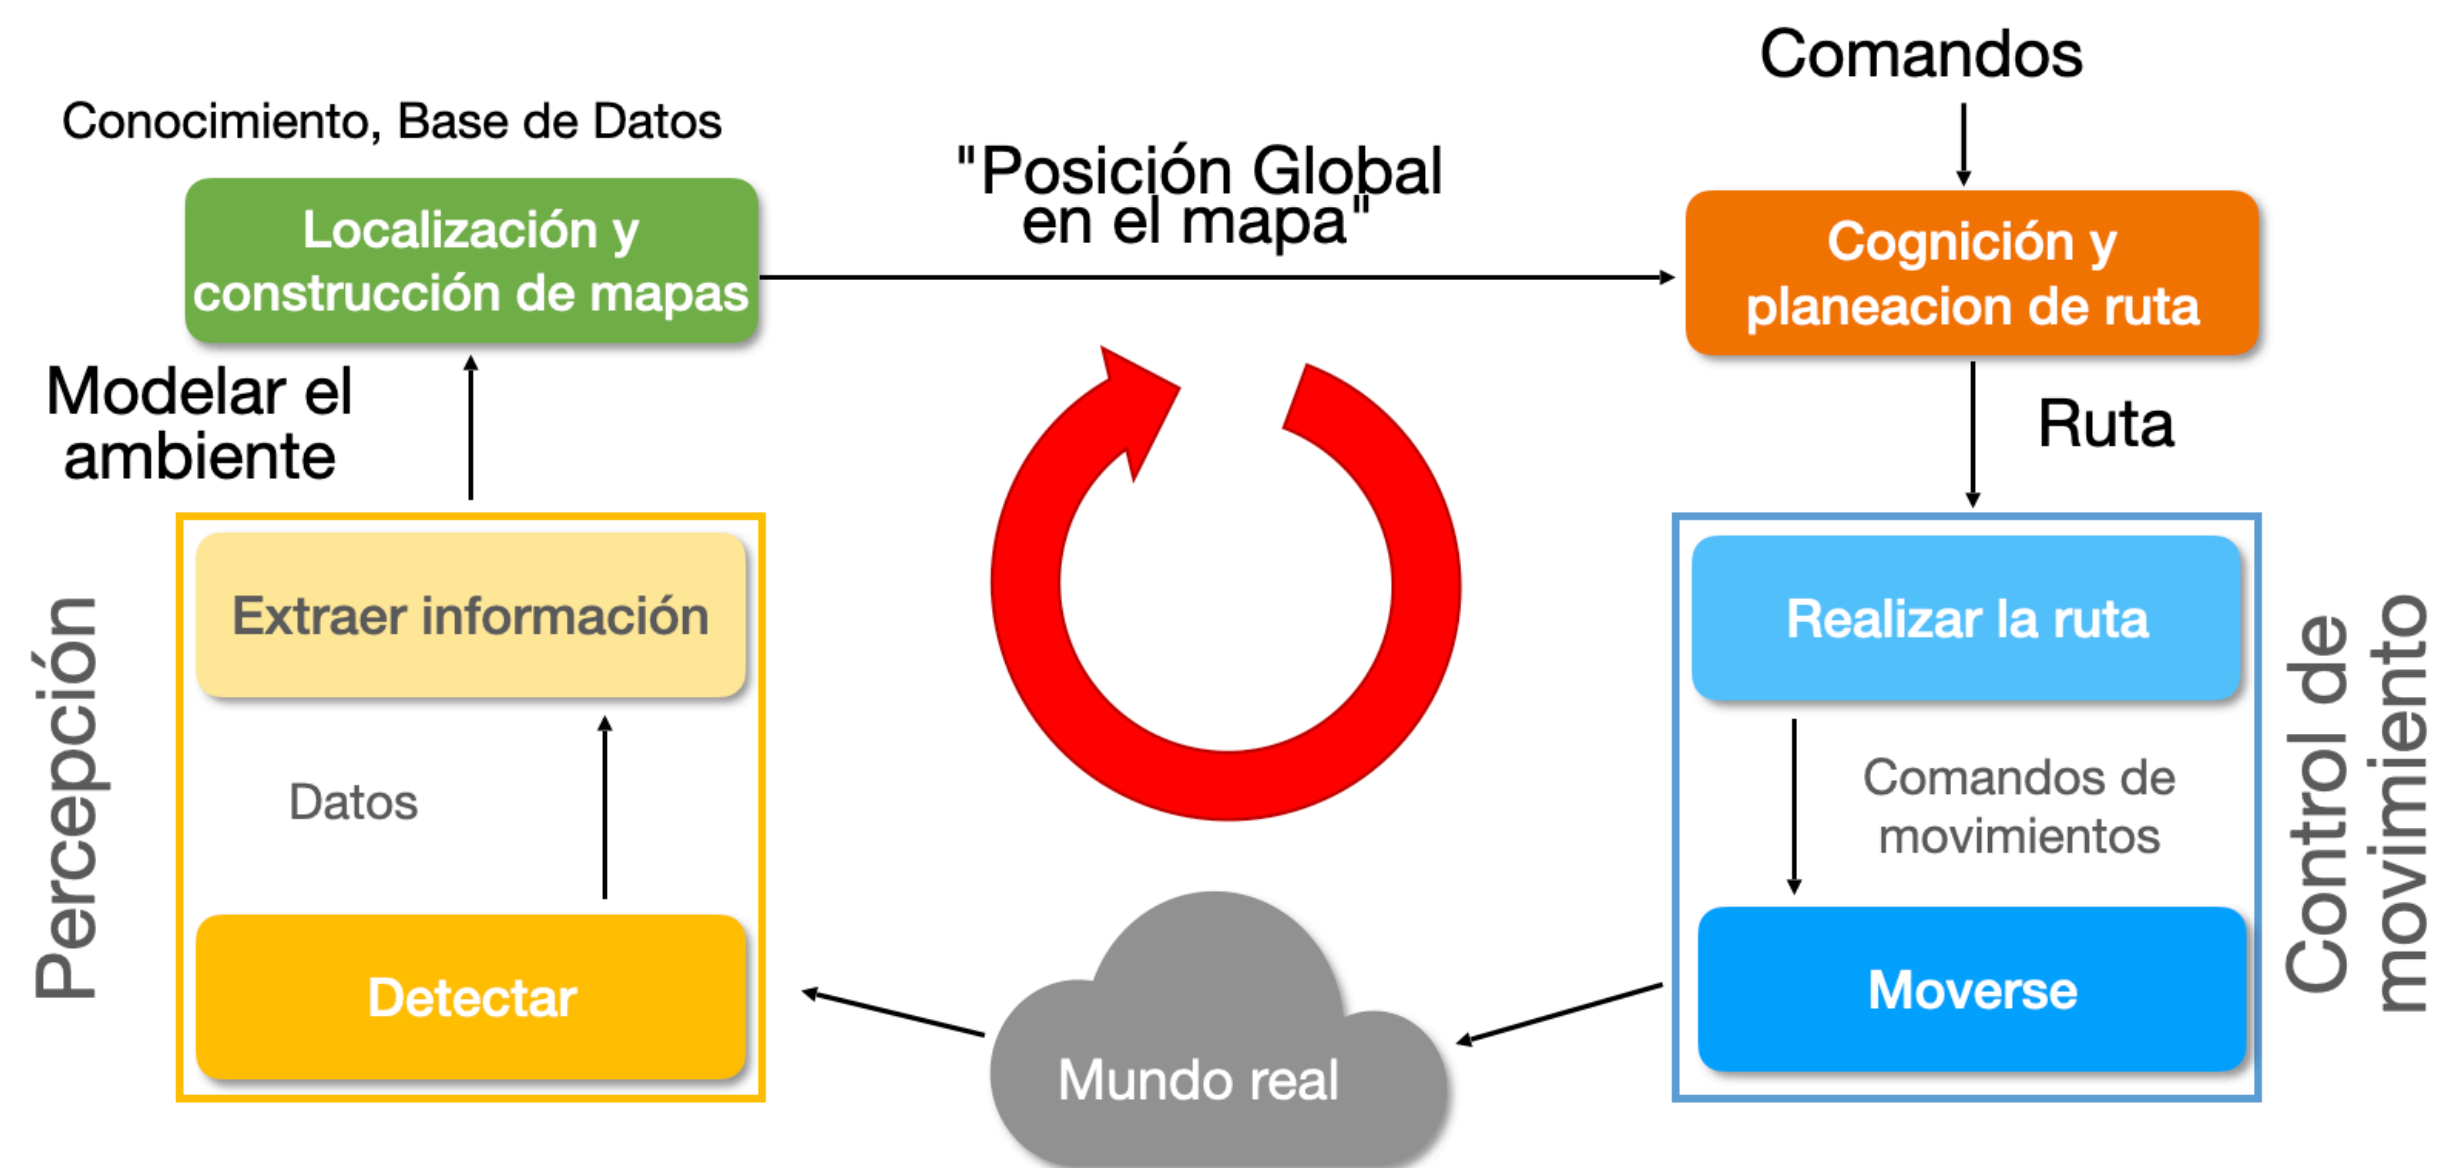 Comandos
Conocimiento, Base de Datos
"Posición Global
en el mapa"
Localización y
construcción de mapas
Cognición y
planeacion de ruta
Modelar el
ambiente
Ruta
Percepción
Extraer información
Datos
Detectar
Mundo real
Realizar la ruta
Comandos de
movimientos
Moverse
Control de
movimiento